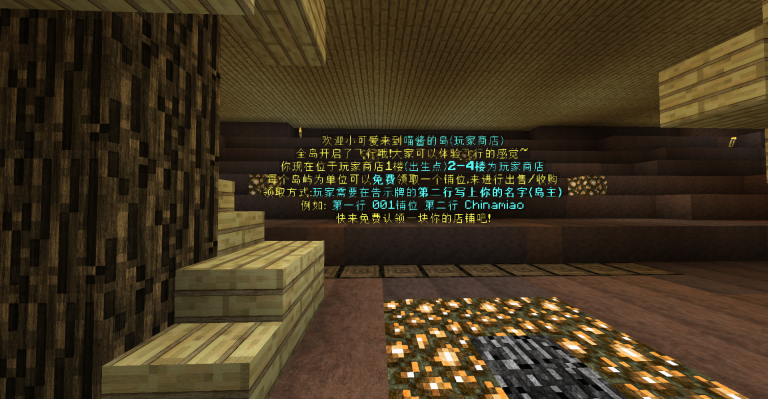 欢迎小可爱来到喵酱的岛(玩家商店)
全岛开启了飞行哦!大家可以体验飞行的感觉~
你现在位于玩家商店1楼(出生点)2-4楼为玩家商店
每个岛屿为单位可以免费领取一个铺位.来进行出售/收购
领取方式:玩家需要在告示牌的第二行写上你的名字(岛主)
例如: 第一行 001铺位 第二行 Chinamiao
快来免费认领一块你的店铺吧!